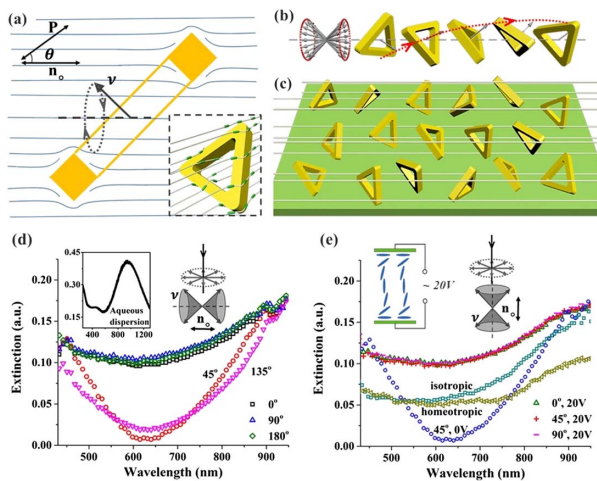 (a)
P
θ
n
o
ν
(b)
(c)
(d)
0.45
0.30
0.15
Aqueous
dispersion
400 800 1200
ν
n
o
Extinction (a.u.)
0.20
0.15
0.10
0.05
0.00
45° 135°
0°
90°
180°
500 600 700 800 900
Wavelength (nm)
(e)
~ 20V
n
o
ν
Extinction (a.u.)
0.20
0.15
0.10
0.05
0.00
isotropic
homeotropic
45°, 0V
0°, 20V
45°, 20V
90°, 20V
500 600 700 800 900
Wavelength (nm)